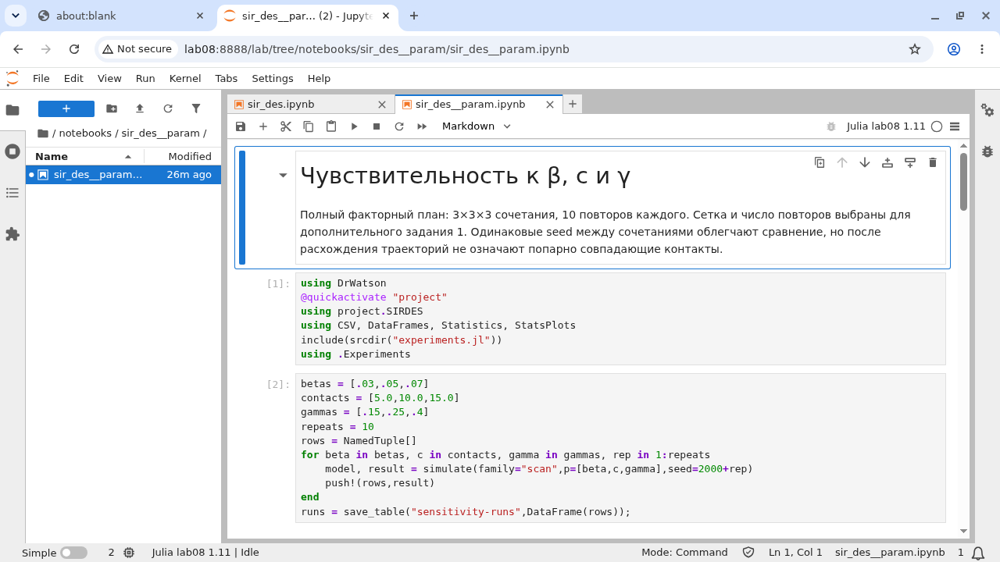 about:blank
sir_des__par... (2) - Jupyte
Not secure
lab08:8888/lab/tree/notebooks/sir_des__param/sir_des__param.ipynb
File Edit View Run Kernel Tabs Settings Help
/ notebooks / sir_des__param /
Name Modified
sir_des__param... 26m ago
sir_des.ipynb
sir_des__param.ipynb
Markdown
Julia lab08 1.11
Чувствительность к β, c и γ
Полный факторный план: 3×3×3 сочетания, 10 повторов каждого. Сетка и число повторов выбраны для
дополнительного задания 1. Одинаковые seed между сочетаниями облегчают сравнение, но после
расхождения траекторий не означают попарно совпадающие контакты.
[1]:
using DrWatson
@quickactivate "project"
using project.SIRDES
using CSV, DataFrames, Statistics, StatsPlots
include(srcdir("experiments.jl"))
using .Experiments
[2]:
betas = [.03,.05,.07]
contacts = [5.0,10.0,15.0]
gammas = [.15,.25,.4]
repeats = 10
rows = NamedTuple[]
for beta in betas, c in contacts, gamma in gammas, rep in 1:repeats
    model, result = simulate(family="scan",p=[beta,c,gamma],seed=2000+rep)
    push!(rows,result)
end
runs = save_table("sensitivity-runs",DataFrame(rows));
Simple 2 Julia lab08 1.11 | Idle Mode: Command Ln 1, Col 1 sir_des__param.ipynb 1